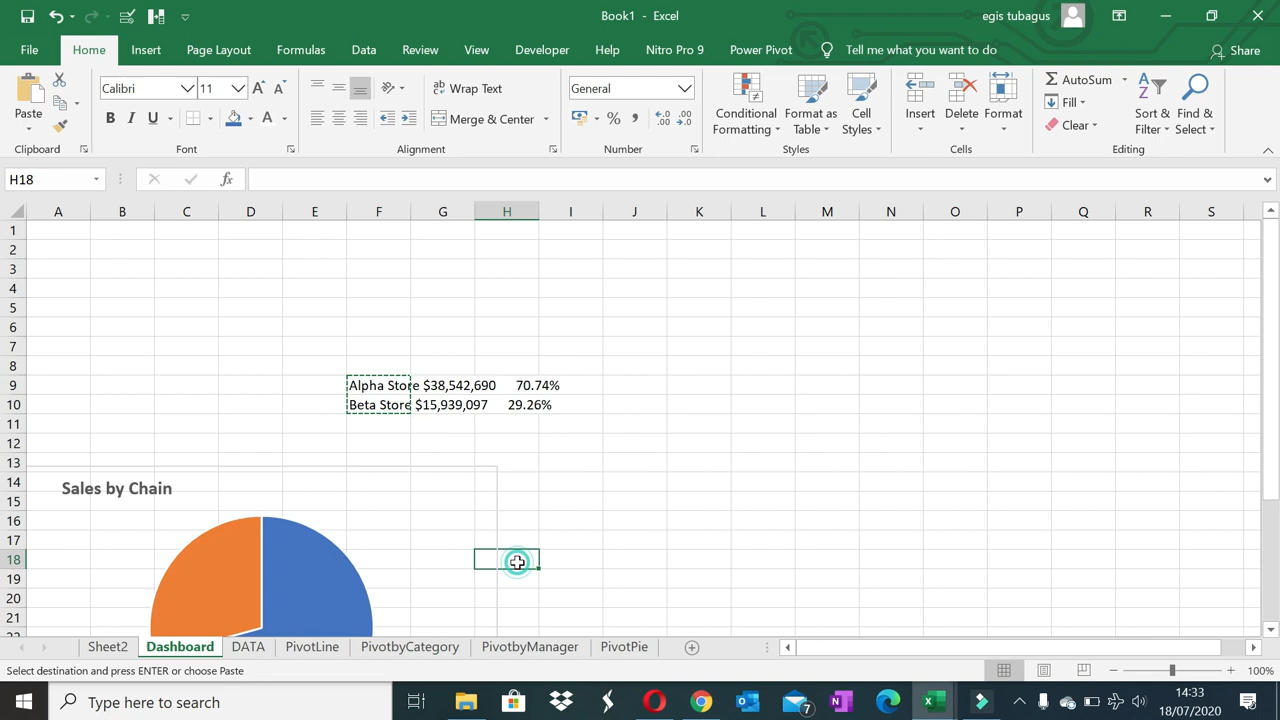 Book1 - Excel
egis tubagus
File Home Insert Page Layout Formulas Data Review View Developer Help Nitro Pro 9 Power Pivot Tell me what you want to do Share
Calibri 11 Wrap Text General AutoSum
Paste Conditional Formatting Format as Table Cell Styles Insert Delete Format Fill Sort & Filter Find & Select
B I U A Merge & Center % Clear
Clipboard Font Alignment Number Styles Cells Editing
H18 fx
A B C D E F G H I J K L M N O P Q R S
1
2
3
4
5
6
7
8
9 Alpha Store $38,542,690 70.74%
10 Beta Store $15,939,097 29.26%
11
12
13
14 Sales by Chain
15
16
17
18
19
20
21
22
Sheet2 Dashboard DATA PivotLine PivotbyCategory PivotbyManager PivotPie
Select destination and press ENTER or choose Paste 100%
Type here to search 7 14:33
18/07/2020